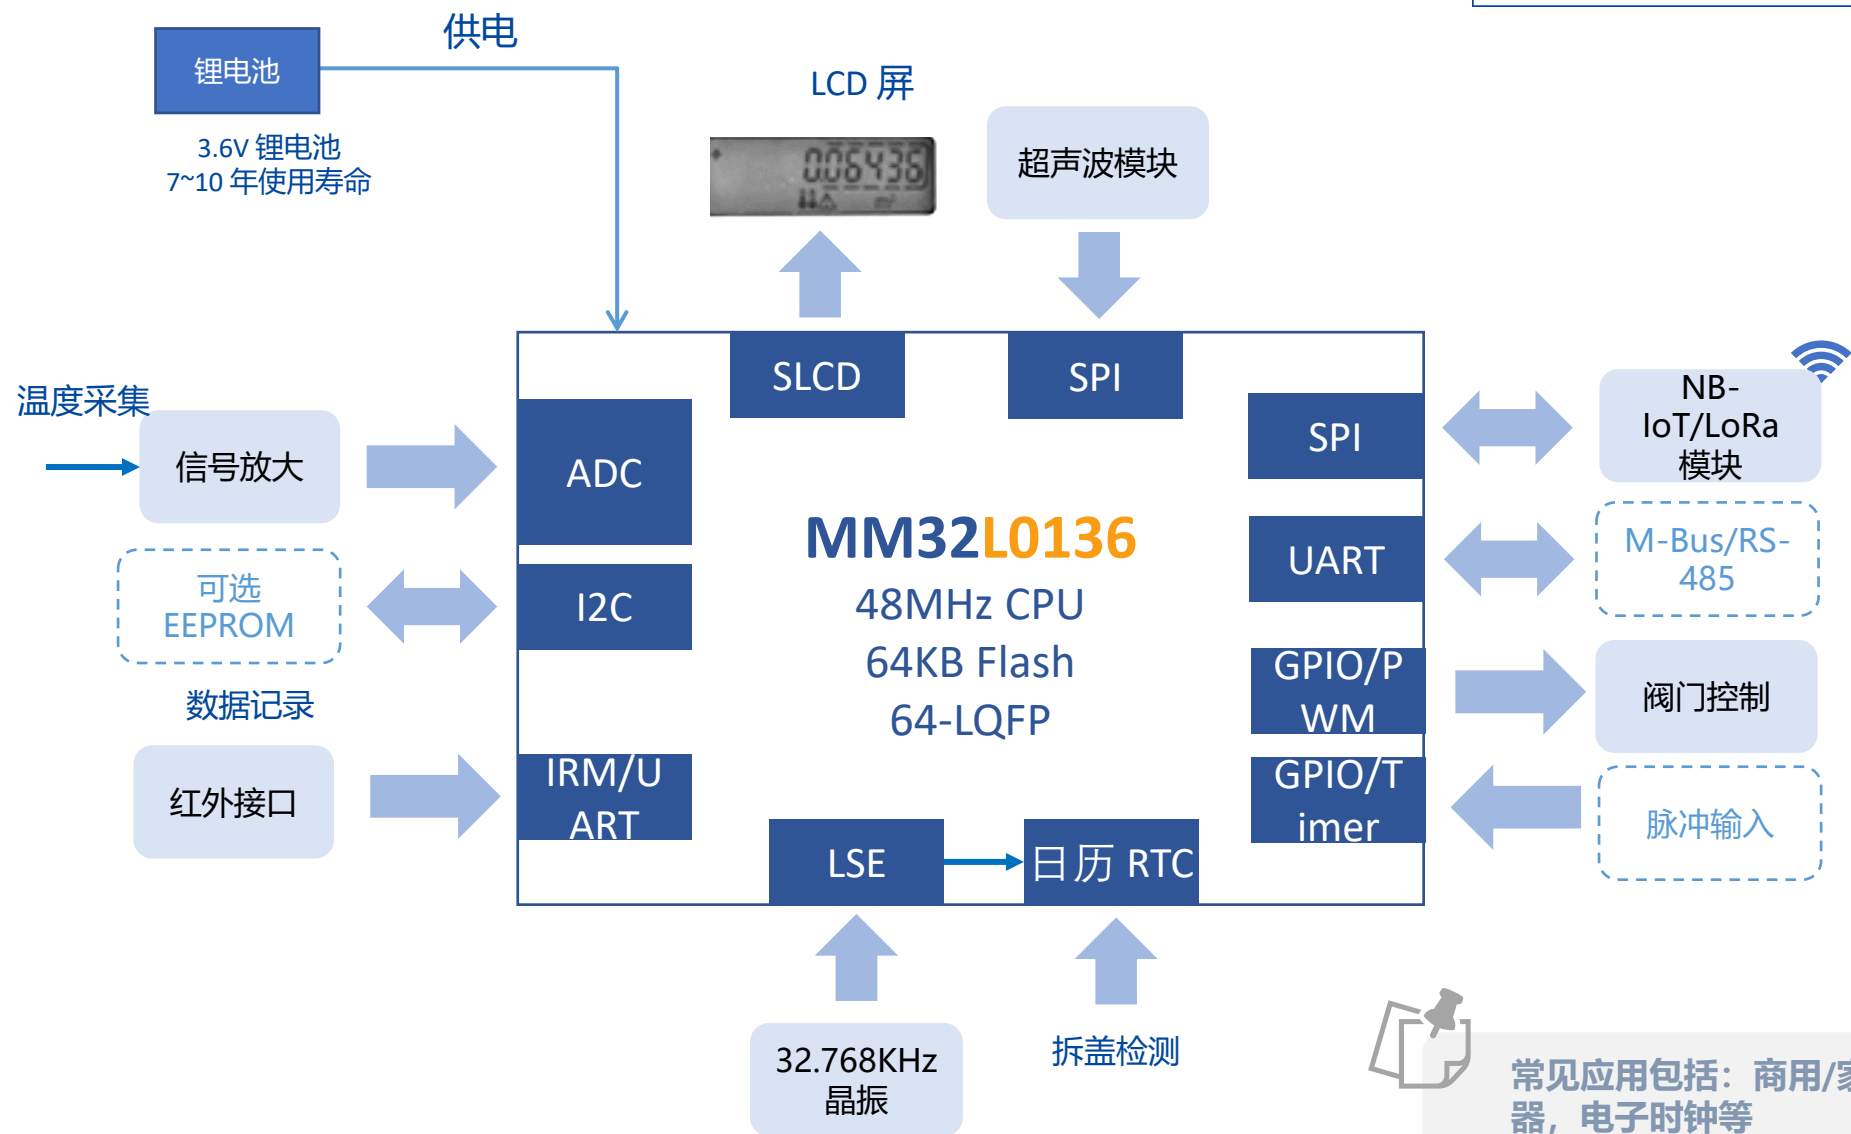 供电
锂电池
LCD 屏
3.6V 锂电池
7~10 年使用寿命
0.06436
m³
超声波模块
SLCD
SPI
温度采集
信号放大
ADC
SPI
NB-
IoT/LoRa
模块
MM32L0136
48MHz CPU
64KB Flash
64-LQFP
可选
EEPROM
I2C
UART
M-Bus/RS-
485
数据记录
GPIO/P
WM
阀门控制
红外接口
IRM/U
ART
GPIO/T
imer
脉冲输入
LSE
日历 RTC
32.768KHz
晶振
拆盖检测
常见应用包括：商用/家
器，电子时钟等